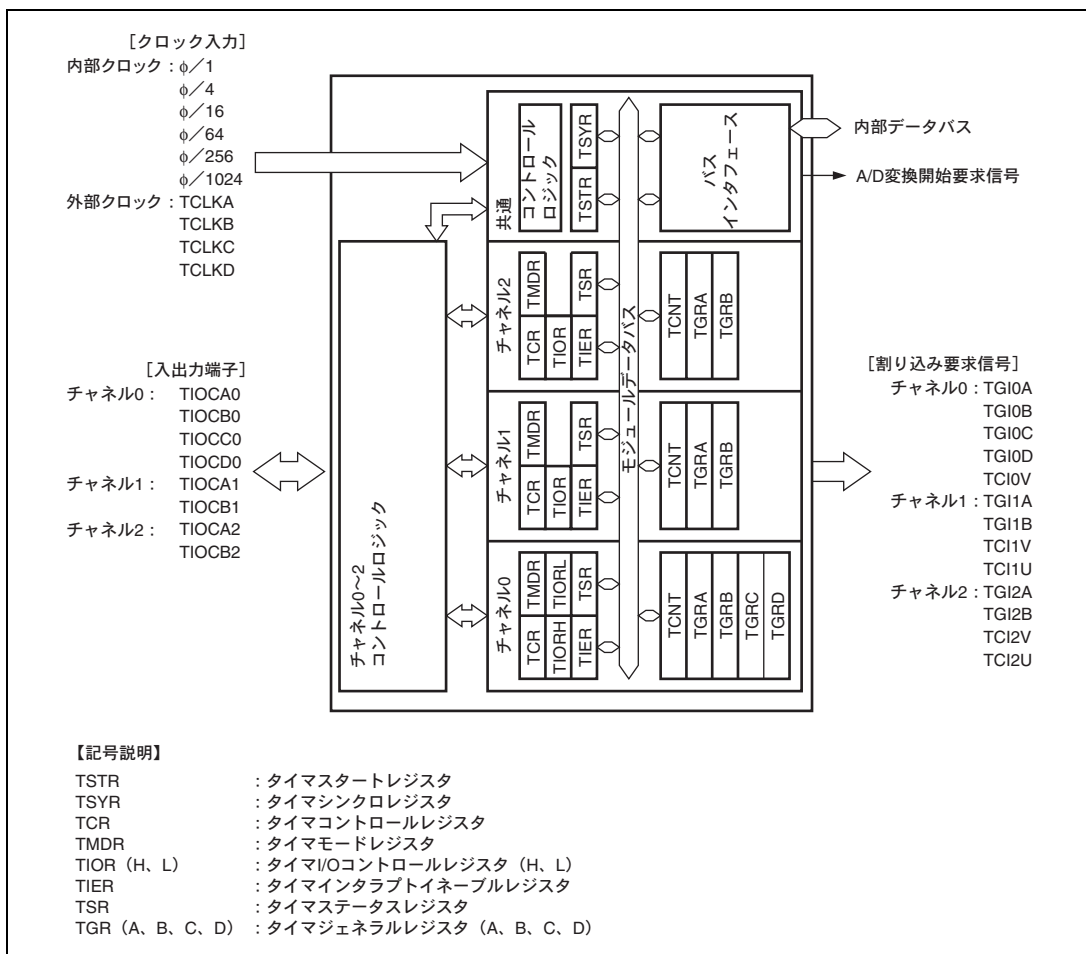 ［クロック入力］
内部クロック：φ／1
φ／4
φ／16
φ／64
φ／256
φ／1024
外部クロック：TCLKA
TCLKB
TCLKC
TCLKD
［入出力端子］
チャネル0： TIOCA0
TIOCB0
TIOCC0
TIOCD0
チャネル1： TIOCA1
TIOCB1
チャネル2： TIOCA2
TIOCB2
チャネル0～2
コントロールロジック
共通
コントロール
ロジック
TSYR
TSTR
バス
インタフェース
モジュールデータバス
チャネル2
TMDR
TSR
TCR
TIOR
TIER
TCNT
TGRA
TGRB
チャネル1
TMDR
TSR
TCR
TIOR
TIER
TCNT
TGRA
TGRB
チャネル0
TMDR
TIORL
TSR
TCR
TIORH
TIER
TCNT
TGRA
TGRB
TGRC
TGRD
内部データバス
A/D変換開始要求信号
［割り込み要求信号］
チャネル0：TGI0A
TGI0B
TGI0C
TGI0D
TCI0V
チャネル1：TGI1A
TGI1B
TCI1V
TCI1U
チャネル2：TGI2A
TGI2B
TCI2V
TCI2U
【記号説明】
TSTR ：タイマスタートレジスタ
TSYR ：タイマシンクロレジスタ
TCR ：タイマコントロールレジスタ
TMDR ：タイマモードレジスタ
TIOR（H、L） ：タイマI/Oコントロールレジスタ（H、L）
TIER ：タイマインタラプトイネーブルレジスタ
TSR ：タイマステータスレジスタ
TGR（A、B、C、D）：タイマジェネラルレジスタ（A、B、C、D）